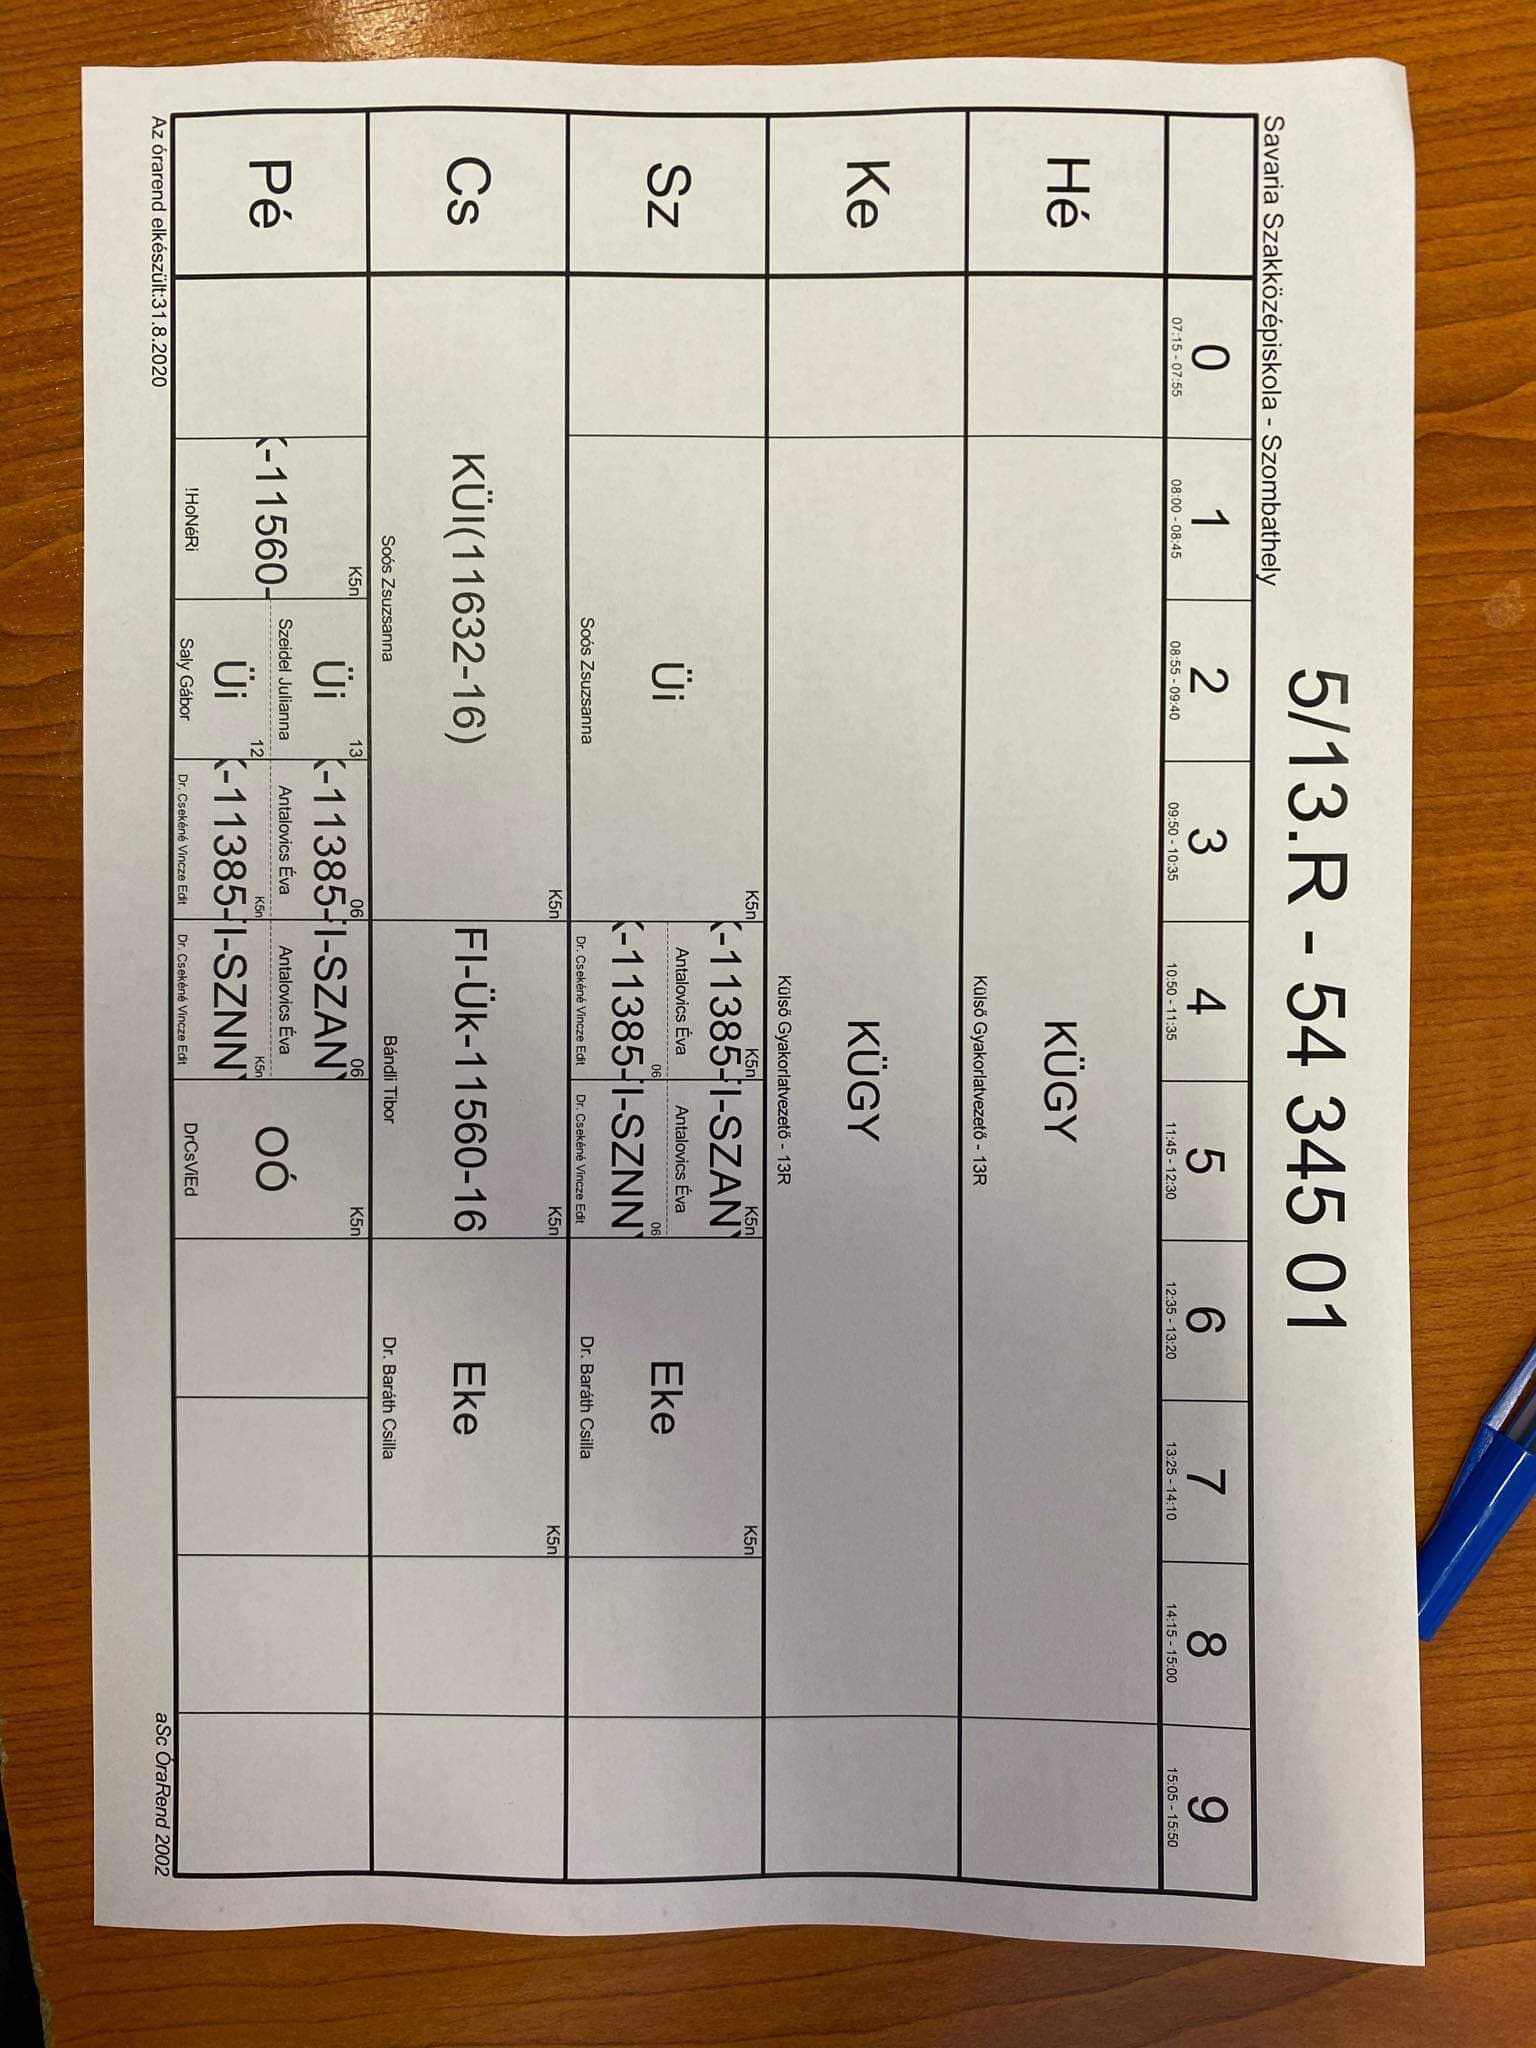 5/13.R - 54 345 01
Savaria Szakközépiskola - Szombathely
0 1 2 3 4 5 6 7 8 9
07:15 - 07:55 08:00 - 08:45 08:55 - 09:40 09:50 - 10:35 10:50 - 11:35 11:45 - 12:30 12:35 - 13:20 13:25 - 14:10 14:15 - 15:00 15:05 - 15:50
Hé
KÜGY
Külső Gyakorlatvezető - 13R
Ke
KÜGY
Külső Gyakorlatvezető - 13R
Sz
K5n
Üi
Soós Zsuzsanna
K5n
-11385-
Antalovics Éva
06
-11385-
Dr. Csekéné Vincze Edit
K5n
I-SZANY
Antalovics Éva
06
I-SZNNY
Dr. Csekéné Vincze Edit
K5n
Eke
Dr. Baráth Csilla
Cs
K5n
KÜI(11632-16)
Soós Zsuzsanna
K5n
FI-Ük-11560-16
Bándli Tibor
K5n
Eke
Dr. Baráth Csilla
Pé
K5n
-11560-
!HoNéRi
13
Üi
Szeidel Julianna
12
Üi
Saly Gábor
06
-11385-
Antalovics Éva
K5n
-11385-
Dr. Csekéné Vincze Edit
06
I-SZANY
Antalovics Éva
K5n
I-SZNNY
Dr. Csekéné Vincze Edit
K5n
OÓ
DrCsViEd
Az órarend elkészült:31.8.2020
aSc ÓraRend 2002